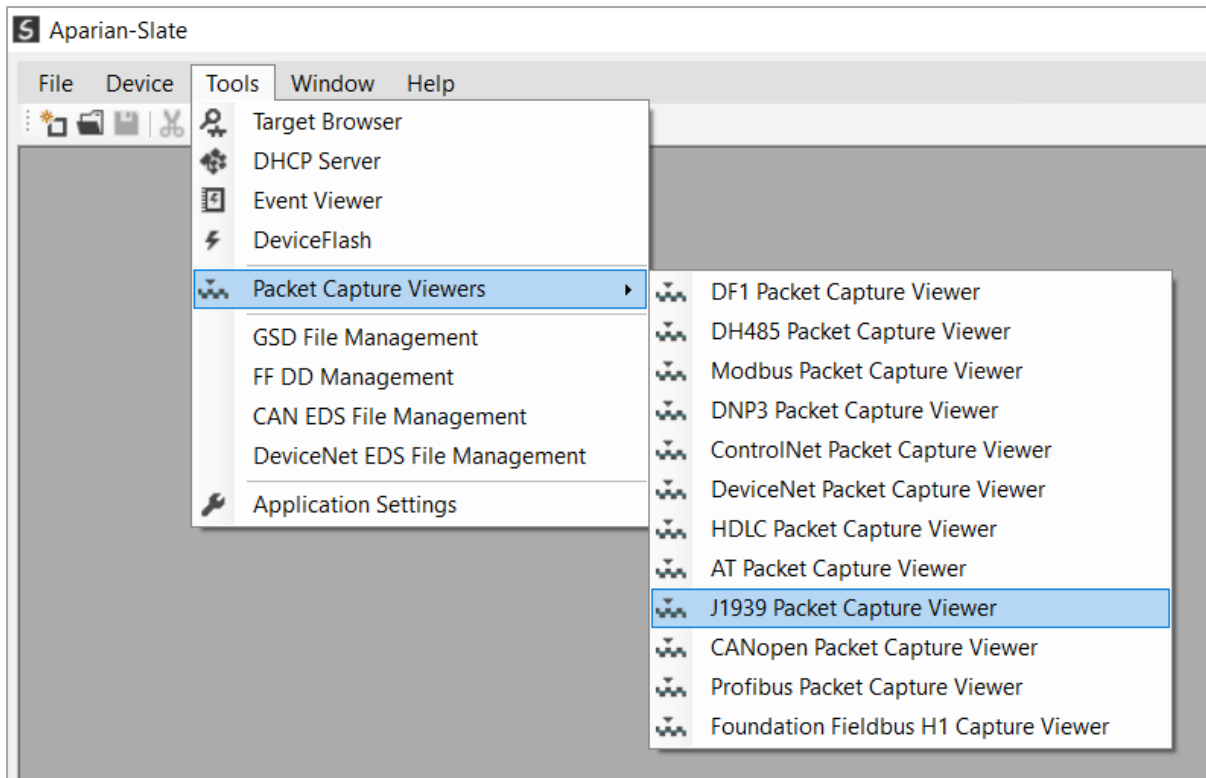 Aparian-Slate
File Device Tools Window Help
Target Browser
DHCP Server
Event Viewer
DeviceFlash
Packet Capture Viewers
GSD File Management
FF DD Management
CAN EDS File Management
DeviceNet EDS File Management
Application Settings
DF1 Packet Capture Viewer
DH485 Packet Capture Viewer
Modbus Packet Capture Viewer
DNP3 Packet Capture Viewer
ControlNet Packet Capture Viewer
DeviceNet Packet Capture Viewer
HDLC Packet Capture Viewer
AT Packet Capture Viewer
J1939 Packet Capture Viewer
CANopen Packet Capture Viewer
Profibus Packet Capture Viewer
Foundation Fieldbus H1 Capture Viewer